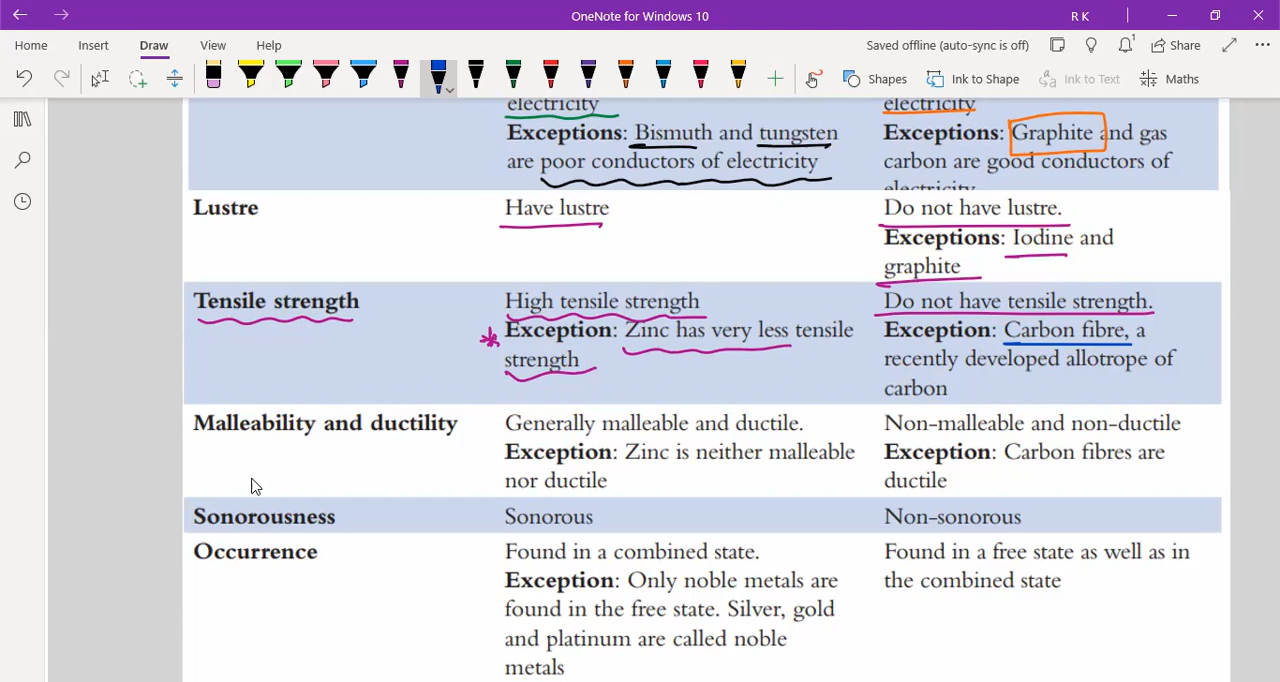 OneNote for Windows 10
R K
Home Insert Draw View Help
Saved offline (auto-sync is off)
1
Share
Shapes
Ink to Shape
Ink to Text
Maths
electricity
Exceptions: Bismuth and tungsten
are poor conductors of electricity
electricity
Exceptions: Graphite and gas
carbon are good conductors of
electricity
Lustre
Have lustre
Do not have lustre.
Exceptions: Iodine and
graphite
Tensile strength
High tensile strength
Exception: Zinc has very less tensile
strength
Do not have tensile strength.
Exception: Carbon fibre, a
recently developed allotrope of
carbon
Malleability and ductility
Generally malleable and ductile.
Exception: Zinc is neither malleable
nor ductile
Non-malleable and non-ductile
Exception: Carbon fibres are
ductile
Sonorousness
Sonorous
Non-sonorous
Occurrence
Found in a combined state.
Exception: Only noble metals are
found in the free state. Silver, gold
and platinum are called noble
metals
Found in a free state as well as in
the combined state